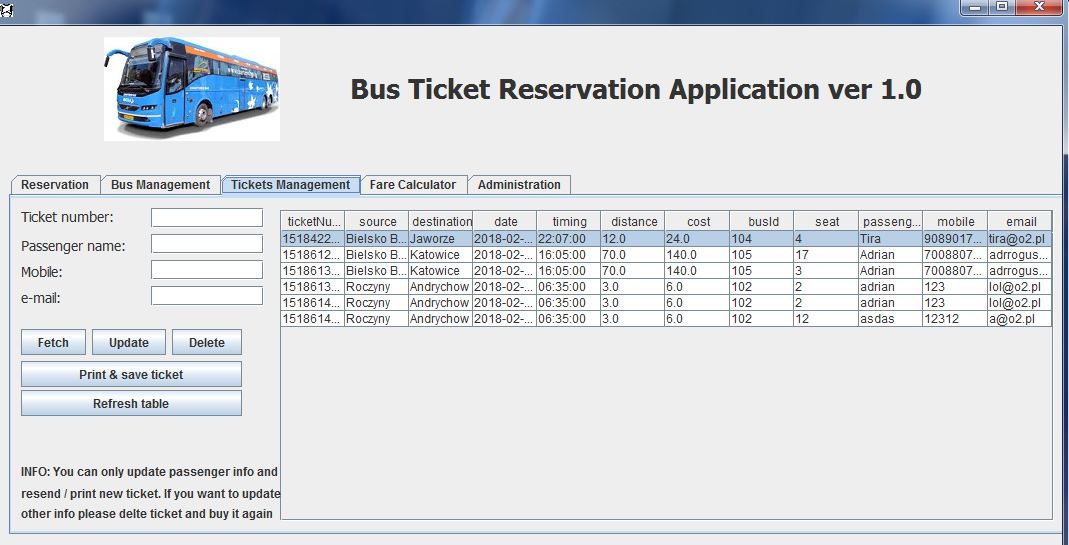 Bus Ticket Reservation Application ver 1.0
Reservation Bus Management Tickets Management Fare Calculator Administration
Ticket number:
Passenger name:
Mobile:
e-mail:
Fetch Update Delete
Print & save ticket
Refresh table
INFO: You can only update passenger info and
resend / print new ticket. If you want to update
other info please delte ticket and buy it again
ticketNu... source destination date timing distance cost busId seat passeng... mobile email
1518422... Bielsko B... Jaworze 2018-02-... 22:07:00 12.0 24.0 104 4 Tira 9089017... tira@o2.pl
1518612... Bielsko B... Katowice 2018-02-... 16:05:00 70.0 140.0 105 17 Adrian 7008807... adrrogus...
1518613... Bielsko B... Katowice 2018-02-... 16:05:00 70.0 140.0 105 3 Adrian 7008807... adrrogus...
1518613... Roczyny Andrychow 2018-02-... 06:35:00 3.0 6.0 102 2 adrian 123 lol@o2.pl
1518614... Roczyny Andrychow 2018-02-... 06:35:00 3.0 6.0 102 2 adrian 123 lol@o2.pl
1518614... Roczyny Andrychow 2018-02-... 06:35:00 3.0 6.0 102 12 asdas 12312 a@o2.pl